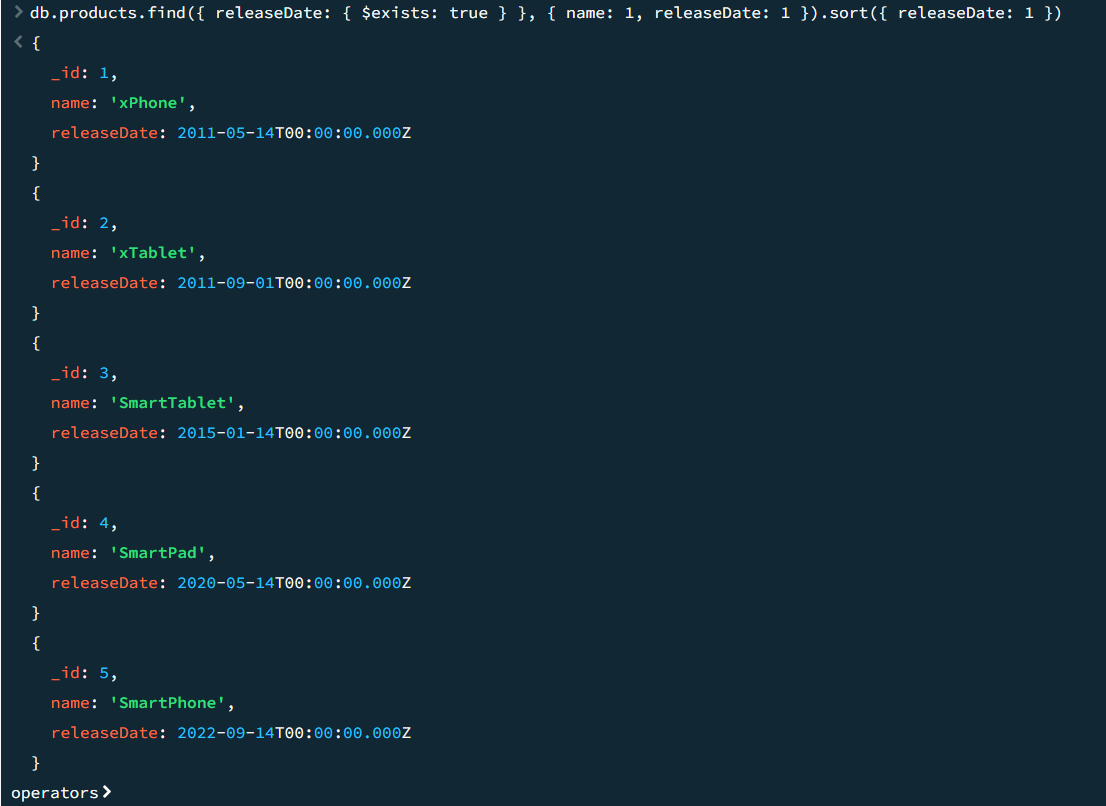 > db.products.find({ releaseDate: { $exists: true } }, { name: 1, releaseDate: 1 }).sort({ releaseDate: 1 })
< {
_id: 1,
name: 'xPhone',
releaseDate: 2011-05-14T00:00:00.000Z
}
{
_id: 2,
name: 'xTablet',
releaseDate: 2011-09-01T00:00:00.000Z
}
{
_id: 3,
name: 'SmartTablet',
releaseDate: 2015-01-14T00:00:00.000Z
}
{
_id: 4,
name: 'SmartPad',
releaseDate: 2020-05-14T00:00:00.000Z
}
{
_id: 5,
name: 'SmartPhone',
releaseDate: 2022-09-14T00:00:00.000Z
}
operators>